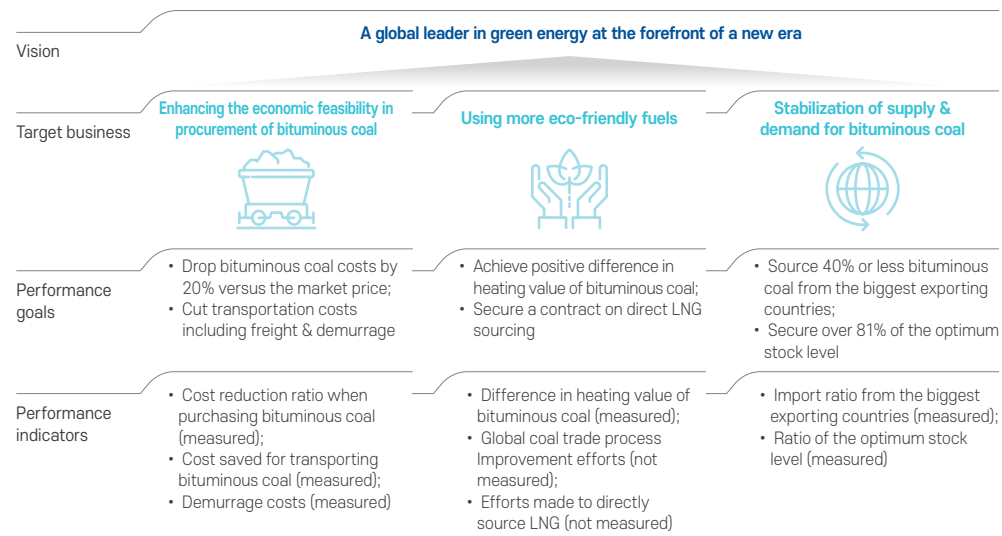 Vision
A global leader in green energy at the forefront of a new era
Target business
Enhancing the economic feasibility in
procurement of bituminous coal
Using more eco-friendly fuels
Stabilization of supply &
demand for bituminous coal
Performance
goals
• Drop bituminous coal costs by
20% versus the market price;
• Cut transportation costs
including freight & demurrage
• Achieve positive difference in
heating value of bituminous coal;
• Secure a contract on direct LNG
sourcing
• Source 40% or less bituminous
coal from the biggest exporting
countries;
• Secure over 81% of the optimum
stock level
Performance
indicators
• Cost reduction ratio when
purchasing bituminous coal
(measured);
• Cost saved for transporting
bituminous coal (measured);
• Demurrage costs (measured)
• Difference in heating value of
bituminous coal (measured);
• Global coal trade process
Improvement efforts (not
measured);
• Efforts made to directly
source LNG (not measured)
• Import ratio from the biggest
exporting countries (measured);
• Ratio of the optimum stock
level (measured)